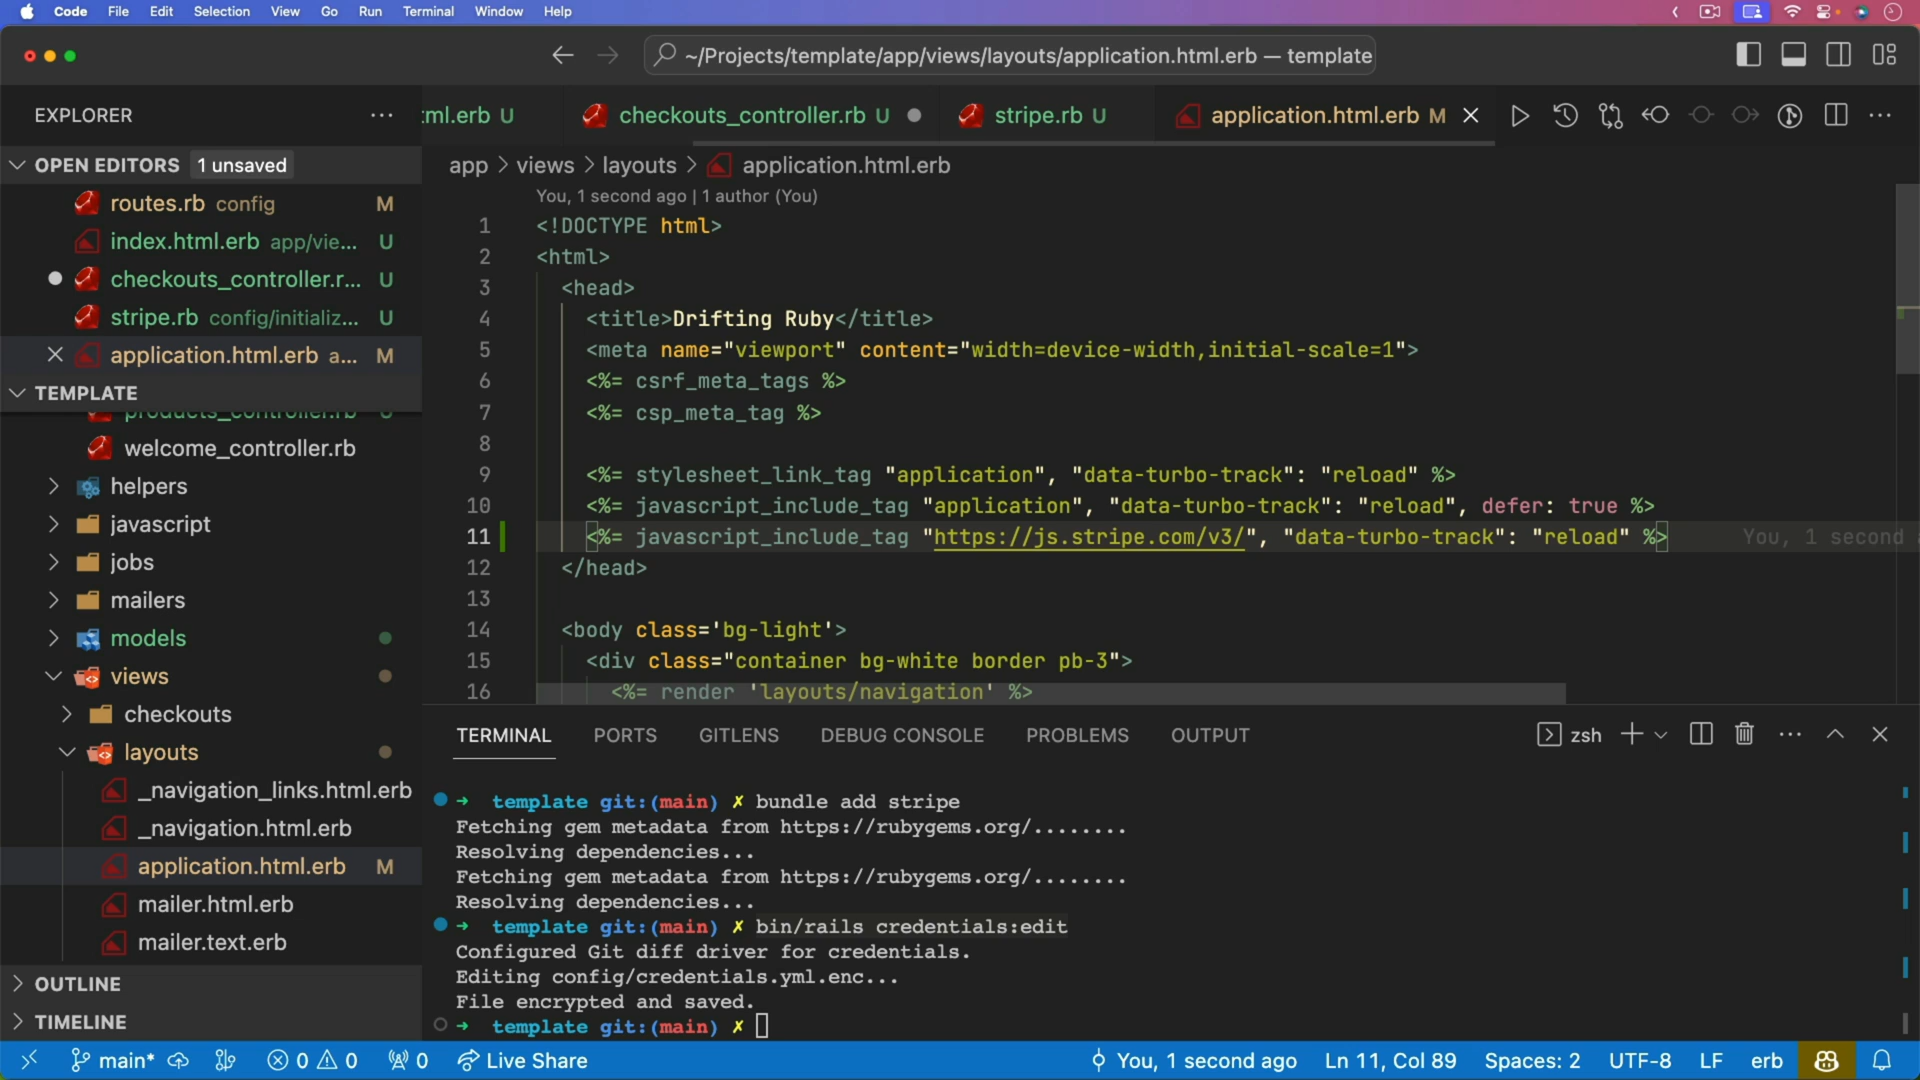 Code File Edit Selection View Go Run Terminal Window Help
~/Projects/template/app/views/layouts/application.html.erb — template
EXPLORER
tml.erb U checkouts_controller.rb U stripe.rb U application.html.erb M
OPEN EDITORS 1 unsaved
routes.rb config M
index.html.erb app/vie... U
checkouts_controller.r... U
stripe.rb config/initializ... U
application.html.erb a... M
TEMPLATE
products_controller.rb U
welcome_controller.rb
helpers
javascript
jobs
mailers
models
views
checkouts
layouts
_navigation_links.html.erb
_navigation.html.erb
application.html.erb M
mailer.html.erb
mailer.text.erb
OUTLINE
TIMELINE
app > views > layouts > application.html.erb
You, 1 second ago | 1 author (You)
1 <!DOCTYPE html>
2 <html>
3 <head>
4 <title>Drifting Ruby</title>
5 <meta name="viewport" content="width=device-width,initial-scale=1">
6 <%= csrf_meta_tags %>
7 <%= csp_meta_tag %>
8
9 <%= stylesheet_link_tag "application", "data-turbo-track": "reload" %>
10 <%= javascript_include_tag "application", "data-turbo-track": "reload", defer: true %>
11 <%= javascript_include_tag "https://js.stripe.com/v3/", "data-turbo-track": "reload" %> You, 1 second
12 </head>
13
14 <body class='bg-light'>
15 <div class="container bg-white border pb-3">
16 <%= render 'layouts/navigation' %>
TERMINAL PORTS GITLENS DEBUG CONSOLE PROBLEMS OUTPUT zsh
➜ template git:(main) ✗ bundle add stripe
Fetching gem metadata from https://rubygems.org/........
Resolving dependencies...
Fetching gem metadata from https://rubygems.org/........
Resolving dependencies...
➜ template git:(main) ✗ bin/rails credentials:edit
Configured Git diff driver for credentials.
Editing config/credentials.yml.enc...
File encrypted and saved.
➜ template git:(main) ✗
main* 0 0 0 Live Share You, 1 second ago Ln 11, Col 89 Spaces: 2 UTF-8 LF erb